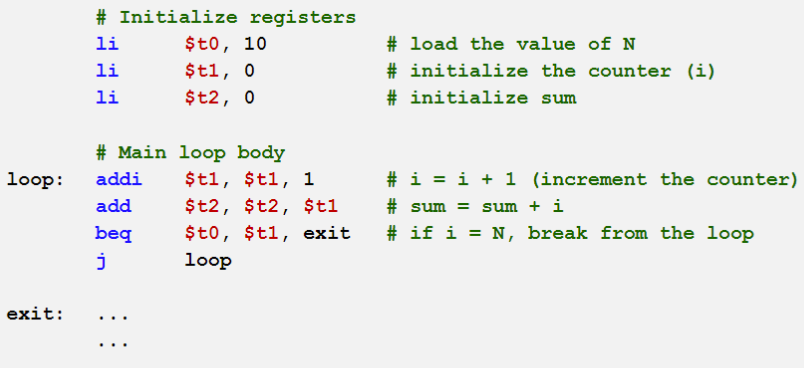 # Initialize registers
li $t0, 10 # load the value of N
li $t1, 0 # initialize the counter (i)
li $t2, 0 # initialize sum
# Main loop body
loop: addi $t1, $t1, 1 # i = i + 1 (increment the counter)
add $t2, $t2, $t1 # sum = sum + i
beq $t0, $t1, exit # if i = N, break from the loop
j loop
exit: ...
...